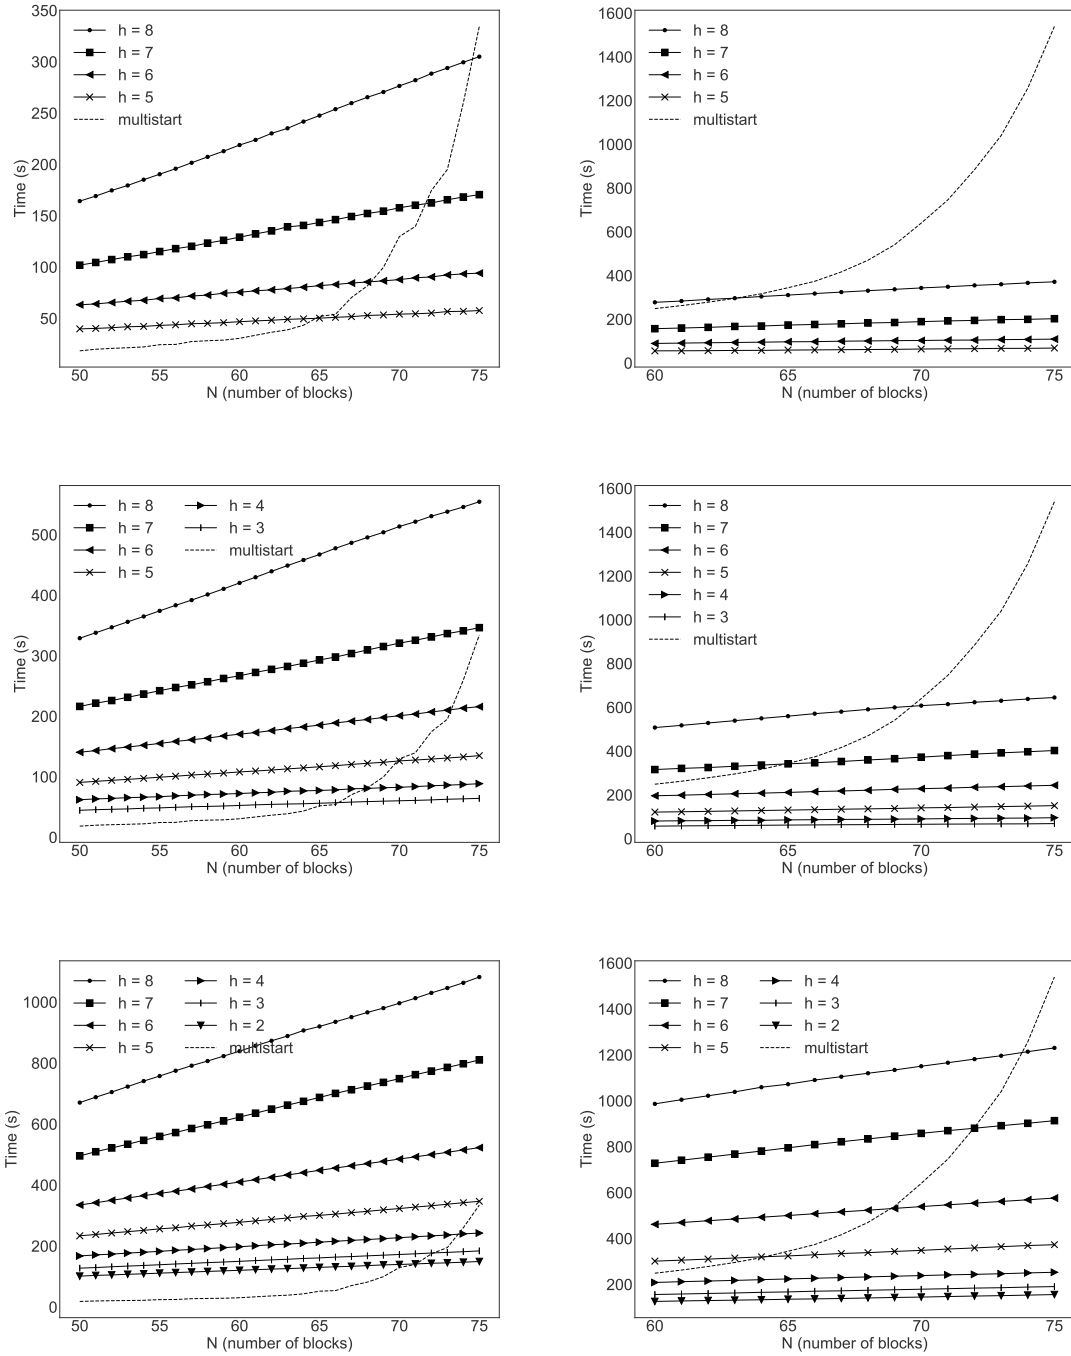 350
300
250
200
150
100
50
Time (s)
h = 8
h = 7
h = 6
h = 5
multistart
50 55 60 65 70 75
N (number of blocks)
1600
1400
1200
1000
800
600
400
200
0
Time (s)
h = 8
h = 7
h = 6
h = 5
multistart
60 65 70 75
N (number of blocks)
500
400
300
200
100
0
Time (s)
h = 8 h = 4
h = 7 h = 3
h = 6 multistart
h = 5
50 55 60 65 70 75
N (number of blocks)
1600
1400
1200
1000
800
600
400
200
0
Time (s)
h = 8
h = 7
h = 6
h = 5
h = 4
h = 3
multistart
60 65 70 75
N (number of blocks)
1000
800
600
400
200
0
Time (s)
h = 8 h = 4
h = 7 h = 3
h = 6 h = 2
h = 5 multistart
50 55 60 65 70 75
N (number of blocks)
1600
1400
1200
1000
800
600
400
200
Time (s)
h = 8 h = 4
h = 7 h = 3
h = 6 h = 2
h = 5 multistart
60 65 70 75
N (number of blocks)